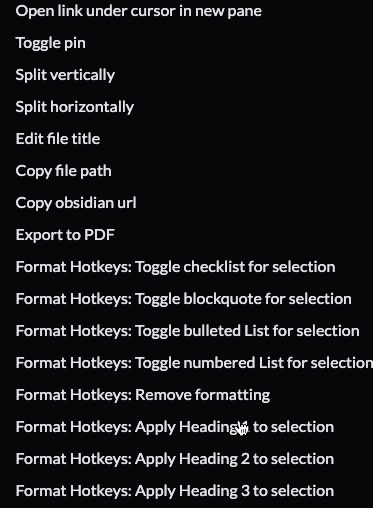 Open link under cursor in new pane
Toggle pin
Split vertically
Split horizontally
Edit file title
Copy file path
Copy obsidian url
Export to PDF
Format Hotkeys: Toggle checklist for selection
Format Hotkeys: Toggle blockquote for selection
Format Hotkeys: Toggle bulleted List for selection
Format Hotkeys: Toggle numbered List for selection
Format Hotkeys: Remove formatting
Format Hotkeys: Apply Heading 1 to selection
Format Hotkeys: Apply Heading 2 to selection
Format Hotkeys: Apply Heading 3 to selection